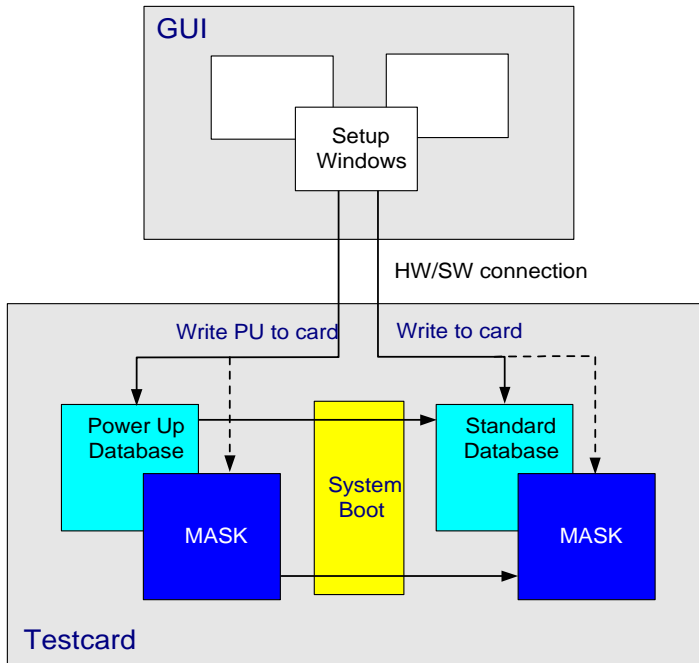 GUI
Setup
Windows
HW/SW connection
Write PU to card
Write to card
Power Up
Database
System
Boot
Standard
Database
MASK
MASK
Testcard